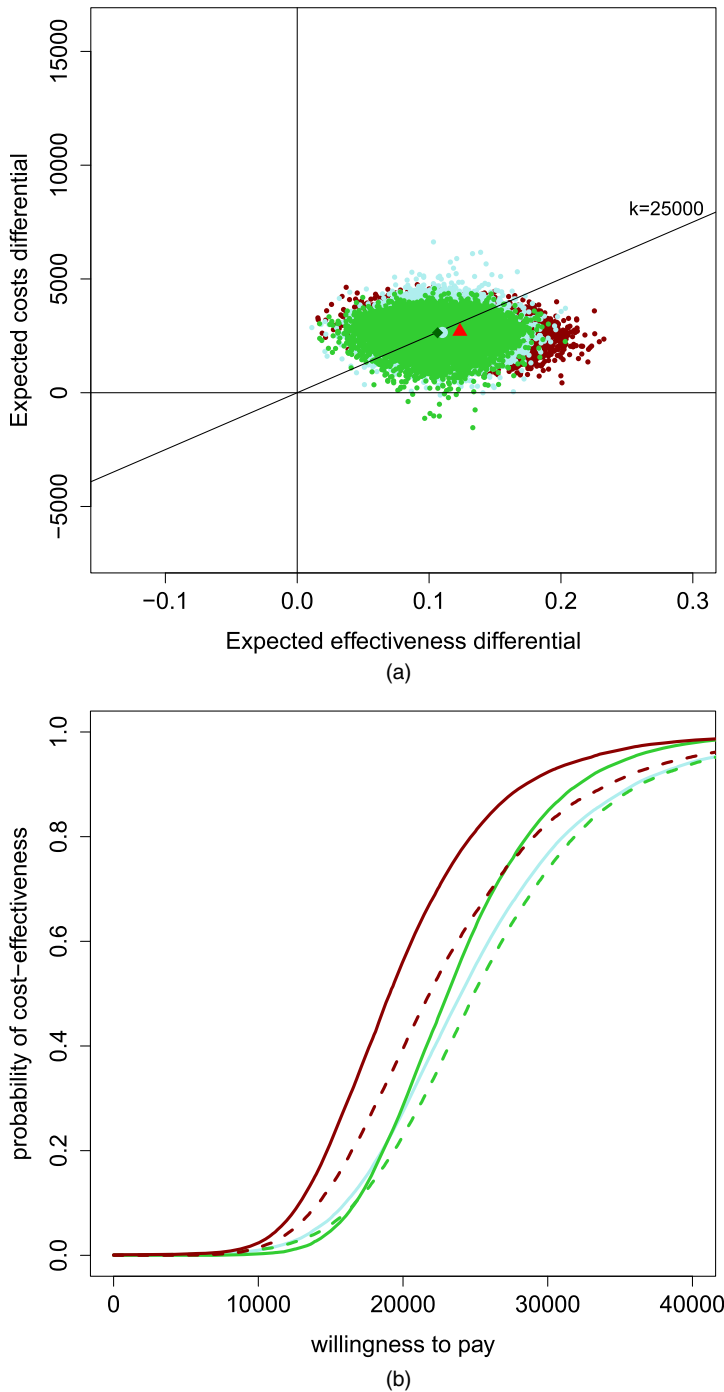 15000
10000
5000
0
−5000
Expected costs differential
k=25000
−0.1 0.0 0.1 0.2 0.3
Expected effectiveness differential
(a)
1.0
0.8
0.6
0.4
0.2
0.0
probability of cost−effectiveness
0 10000 20000 30000 40000
willingness to pay
(b)